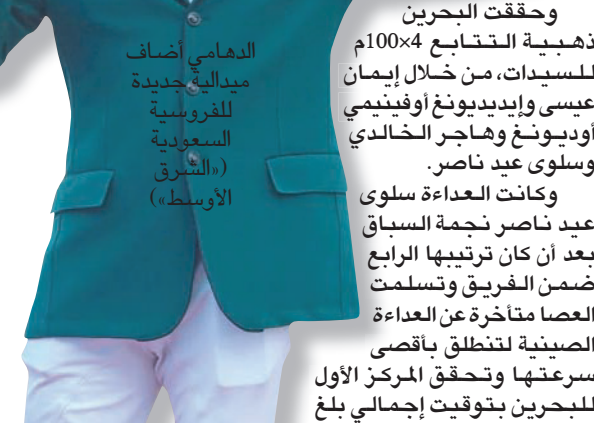 وحققت البحرين
ذهبية التتابع 4×100م
للسيدات، من خلال إيمان
عيسى وإيديديونغ أوفينيمي
أوديونغ وهاجر الخالدي
وسلوى عيد ناصر.
وكانت العداءة سلوى
عيد ناصر نجمة السباق
بعد أن كان ترتيبها الرابع
ضمن الفريق وتسلمت
العصا متأخرة عن العداءة
الصينية لتنطلق بأقصى
سرعتها وتحقق المركز الأول
للبحرين بتوقيت إجمالي بلغ
الدهامي أضاف
ميدالية جديدة
للفروسية
السعودية
(«الشرق
الأوسط»)